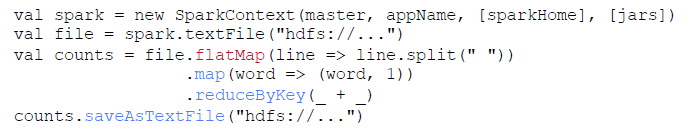 val spark = new SparkContext(master, appName, [sparkHome], [jars])
val file = spark.textFile("hdfs://...")
val counts = file.flatMap(line => line.split(" "))
                 .map(word => (word, 1))
                 .reduceByKey(_ + _)
counts.saveAsTextFile("hdfs://...")